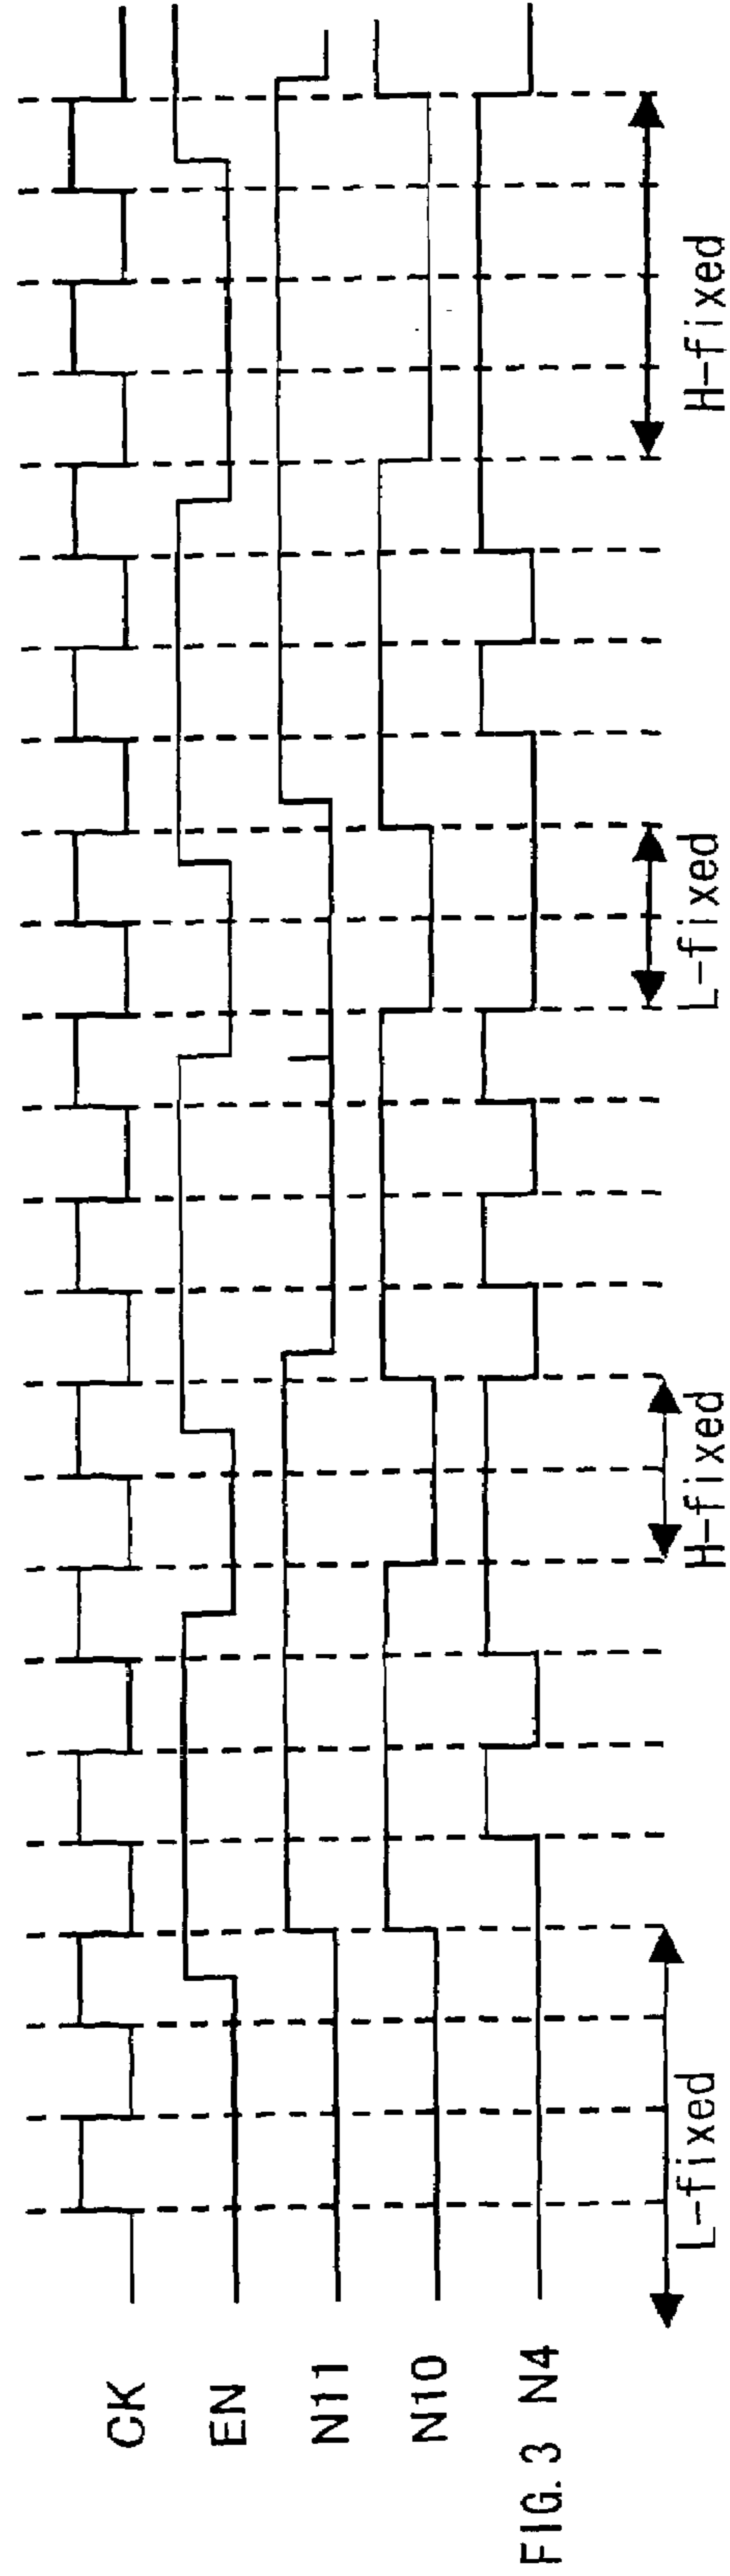 CK
EN
N11
N10
FIG. 3 N4
L-fixed
H-fixed
L-fixed
H-fixed